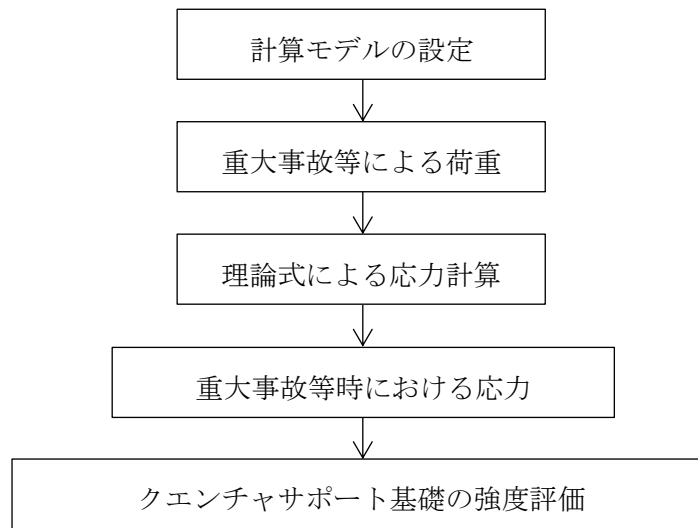 計算モデルの設定
重大事故等による荷重
理論式による応力計算
重大事故等時における応力
クエンチャサポート基礎の強度評価